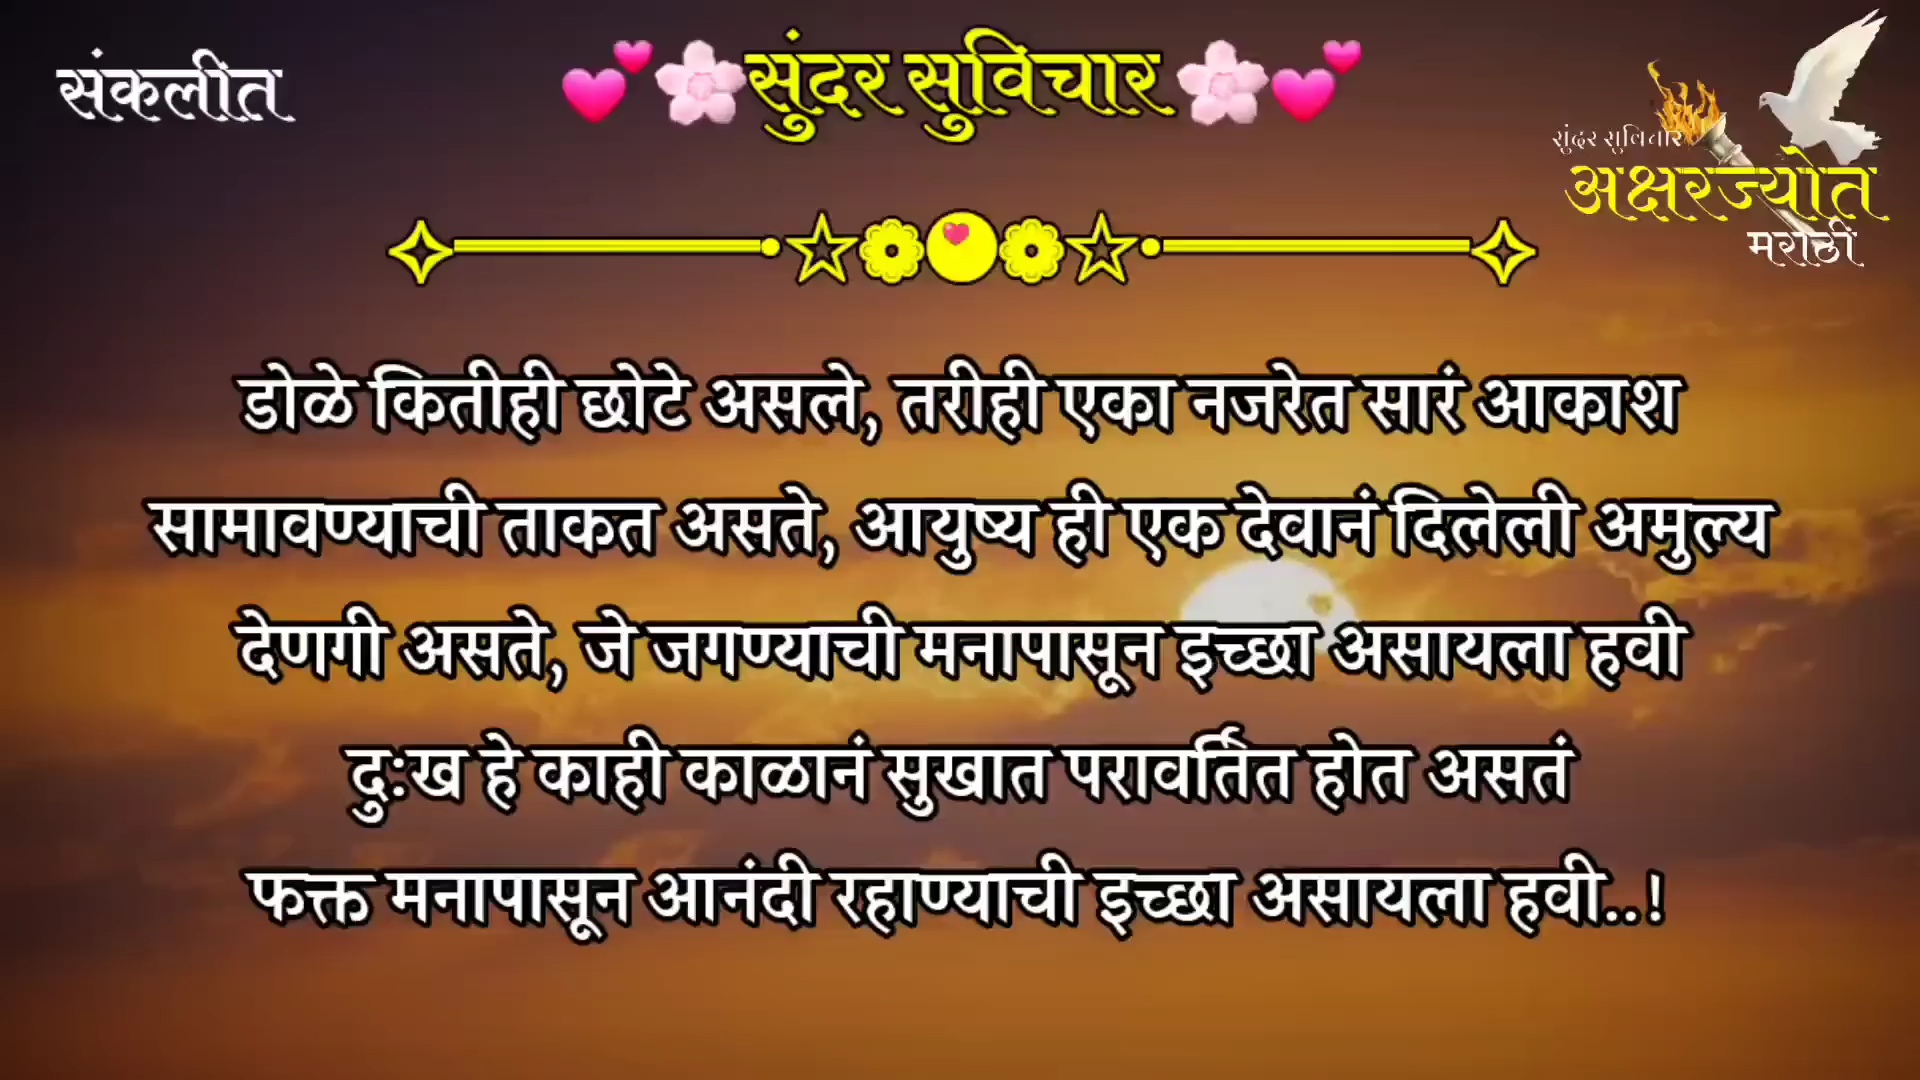 संकलीत
💕🌸सुंदर सुविचार🌸💕
सुंदर सुविचार
अक्षरज्योत
मराठी
डोळे कितीही छोटे असले, तरीही एका नजरेत सारं आकाश
सामावण्याची ताकत असते, आयुष्य ही एक देवानं दिलेली अमुल्य
देणगी असते, जे जगण्याची मनापासून इच्छा असायला हवी
दुःख हे काही काळानं सुखात परावर्तित होत असतं
फक्त मनापासून आनंदी रहाण्याची इच्छा असायला हवी..!